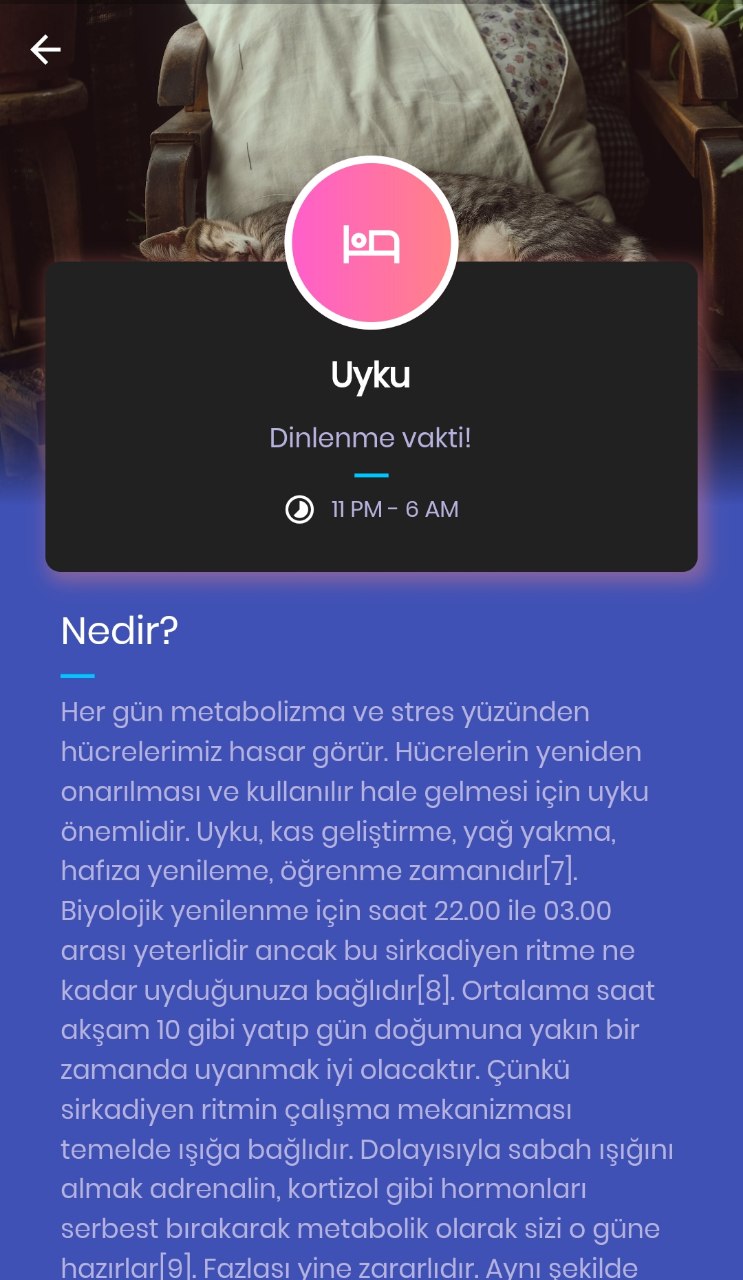 Uyku
Dinlenme vakti!
11 PM - 6 AM
Nedir?
Her gün metabolizma ve stres yüzünden
hücrelerimiz hasar görür. Hücrelerin yeniden
onarılması ve kullanılır hale gelmesi için uyku
önemlidir. Uyku, kas geliştirme, yağ yakma,
hafıza yenileme, öğrenme zamanıdır[7].
Biyolojik yenilenme için saat 22.00 ile 03.00
arası yeterlidir ancak bu sirkadiyen ritme ne
kadar uyduğunuza bağlıdır[8]. Ortalama saat
akşam 10 gibi yatıp gün doğumuna yakın bir
zamanda uyanmak iyi olacaktır. Çünkü
sirkadiyen ritmin çalışma mekanizması
temelde ışığa bağlıdır. Dolayısıyla sabah ışığını
almak adrenalin, kortizol gibi hormonları
serbest bırakarak metabolik olarak sizi o güne
hazırlar[9]. Fazlası yine zararlıdır. Aynı şekilde